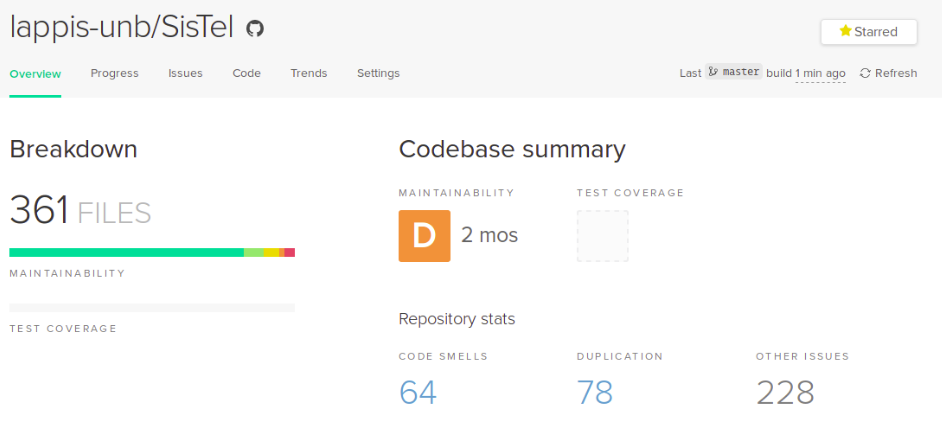 lappis-unb/SisTel
Starred
Overview Progress Issues Code Trends Settings
Last master build 1 min ago Refresh
Breakdown
361 FILES
MAINTAINABILITY
TEST COVERAGE
Codebase summary
MAINTAINABILITY TEST COVERAGE
D 2 mos
Repository stats
CODE SMELLS DUPLICATION OTHER ISSUES
64 78 228